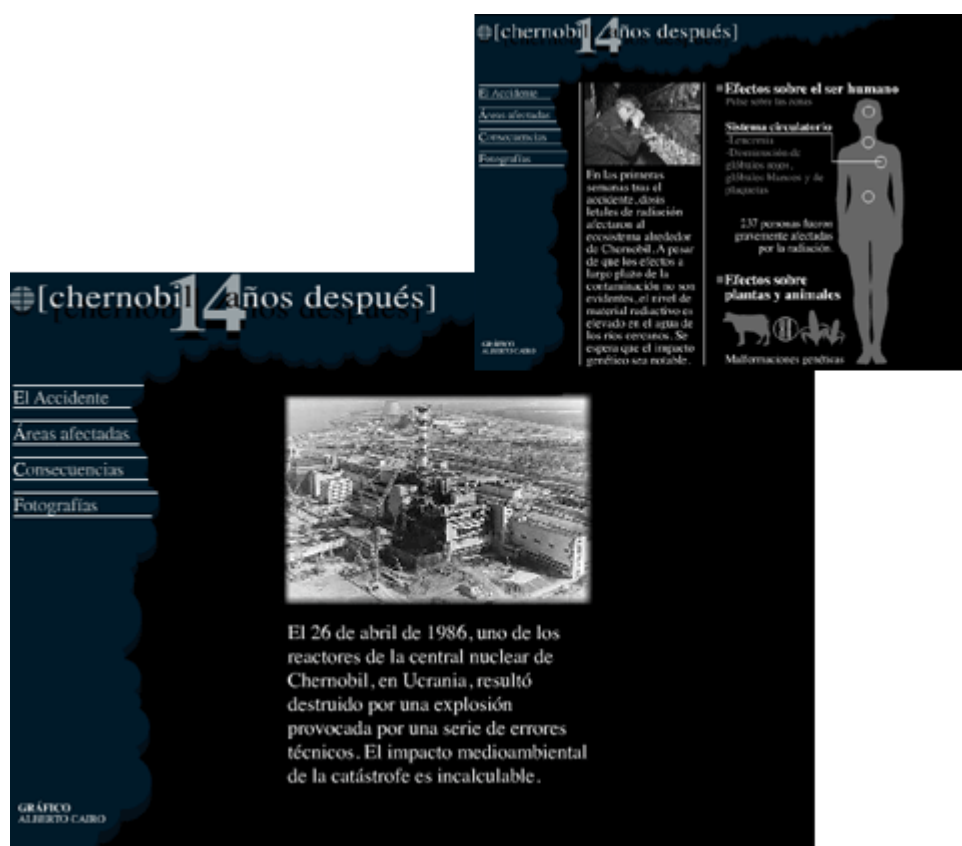 [chernobil 14 años después]
El Accidente
Áreas afectadas
Consecuencias
Fotografías
En las primeras
semanas tras el
accidente, dosis
letales de radiación
afectaron al
ecosistema alrededor
de Chernobil. A pesar
de que los efectos a
largo plazo de la
contaminación no son
evidentes, el nivel de
material radiactivo es
elevado en el agua de
los ríos cercanos. Se
espera que el impacto
genético sea notable.
Efectos sobre el ser humano
Pulse sobre las zonas
Sistema circulatorio
-Leucemia
-Disminución de
glóbulos rojos,
glóbulos blancos y de
plaquetas
237 personas fueron
gravemente afectadas
por la radiación.
Efectos sobre
plantas y animales
Malformaciones genéticas
GRÁFICO
ALBERTO CAIRO
[chernobil 14 años después]
El Accidente
Áreas afectadas
Consecuencias
Fotografías
El 26 de abril de 1986, uno de los
reactores de la central nuclear de
Chernobil, en Ucrania, resultó
destruido por una explosión
provocada por una serie de errores
técnicos. El impacto medioambiental
de la catástrofe es incalculable.
GRÁFICO
ALBERTO CAIRO